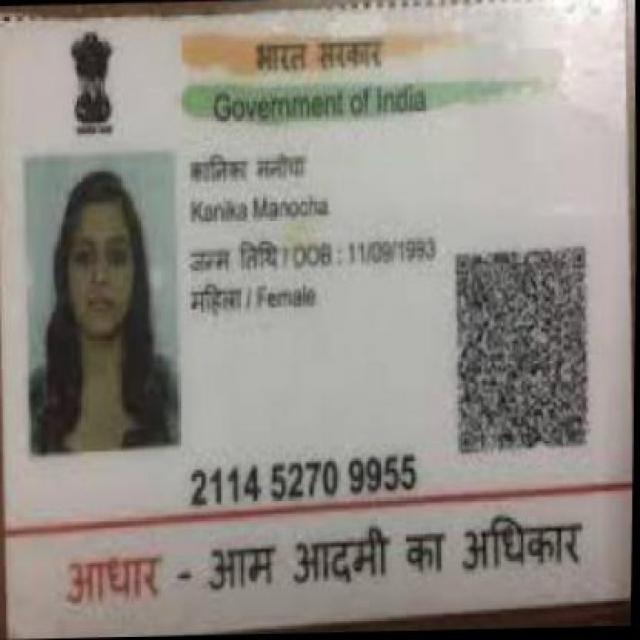 भारत सरकार
Government of India
कानिका मनोचा
Kanika Manocha
जन्म तिथि / DOB : 11/09/1993
महिला / Female
2114 5270 9955
आधार - आम आदमी का अधिकार